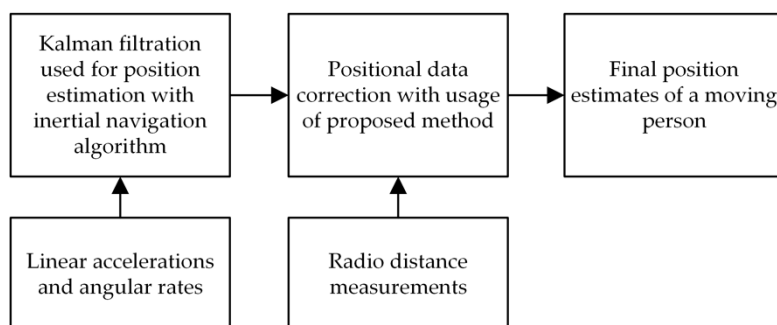 Kalman filtration
used for position
estimation with
inertial navigation
algorithm
Positional data
correction with usage
of proposed method
Final position
estimates of a moving
person
Linear accelerations
and angular rates
Radio distance
measurements